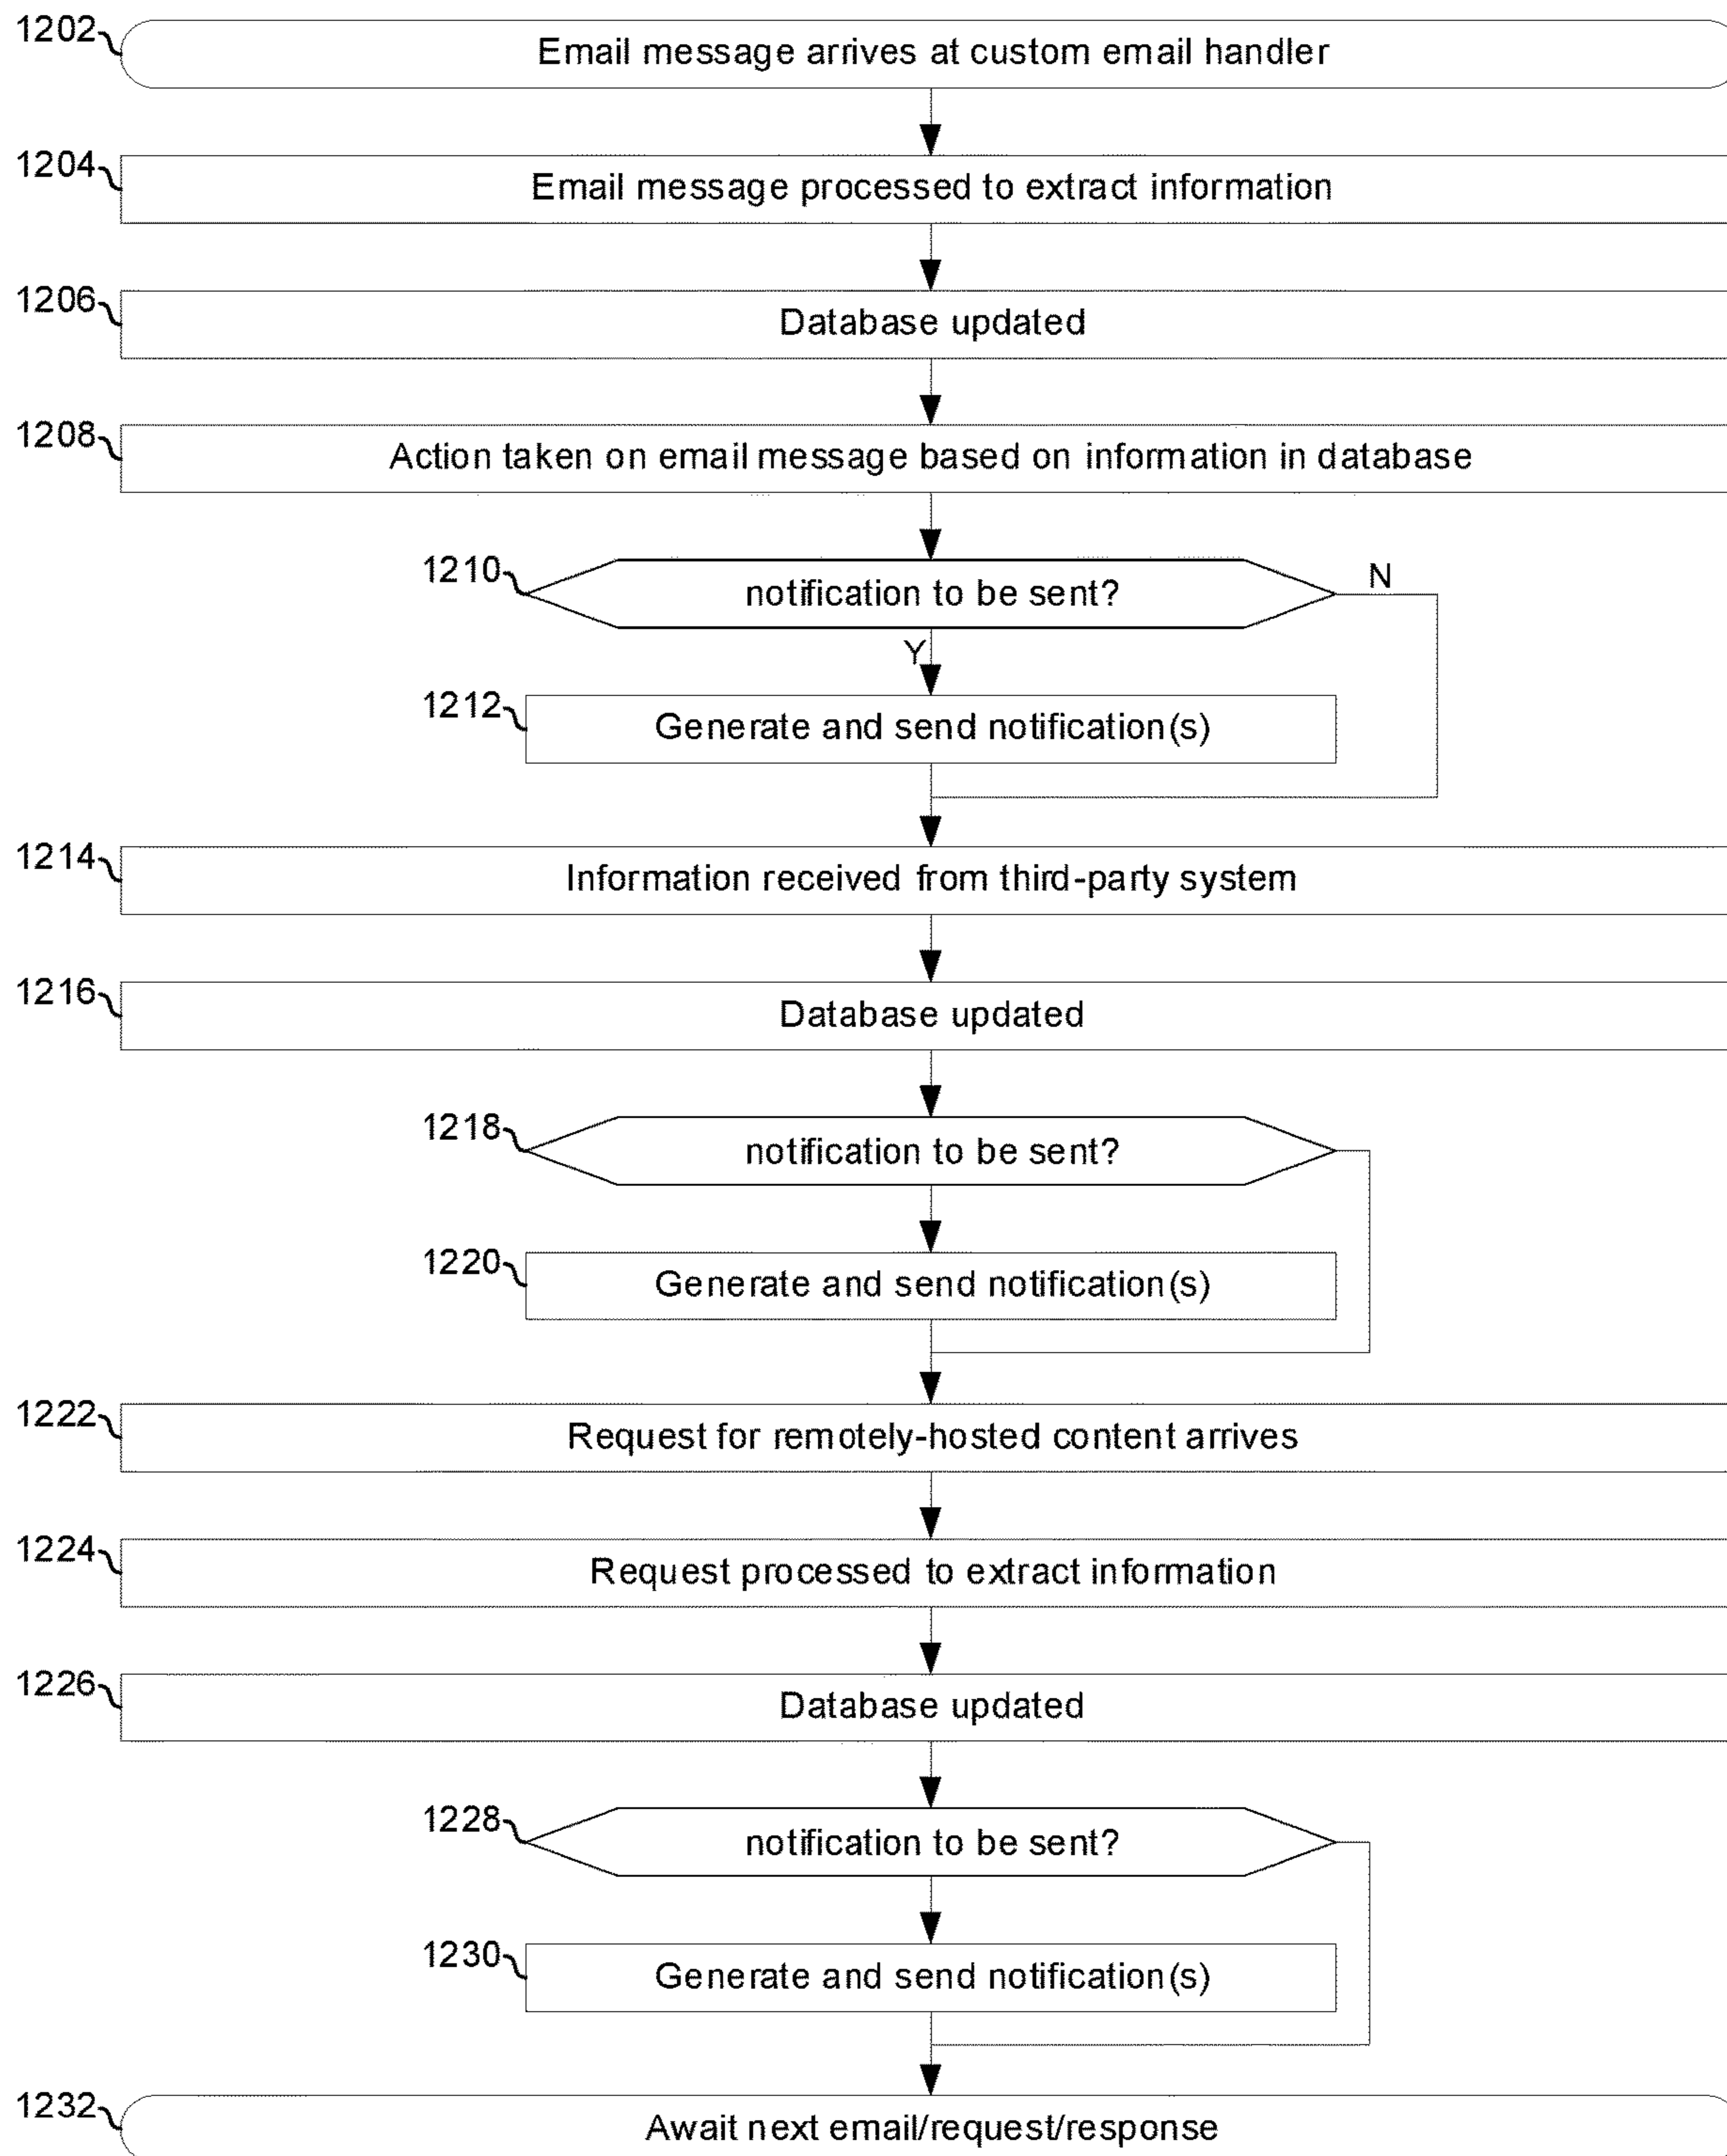 1202
Email message arrives at custom email handler
1204
Email message processed to extract information
1206
Database updated
1208
Action taken on email message based on information in database
1210
notification to be sent?
N
Y
1212
Generate and send notification(s)
1214
Information received from third-party system
1216
Database updated
1218
notification to be sent?
1220
Generate and send notification(s)
1222
Request for remotely-hosted content arrives
1224
Request processed to extract information
1226
Database updated
1228
notification to be sent?
1230
Generate and send notification(s)
1232
Await next email/request/response